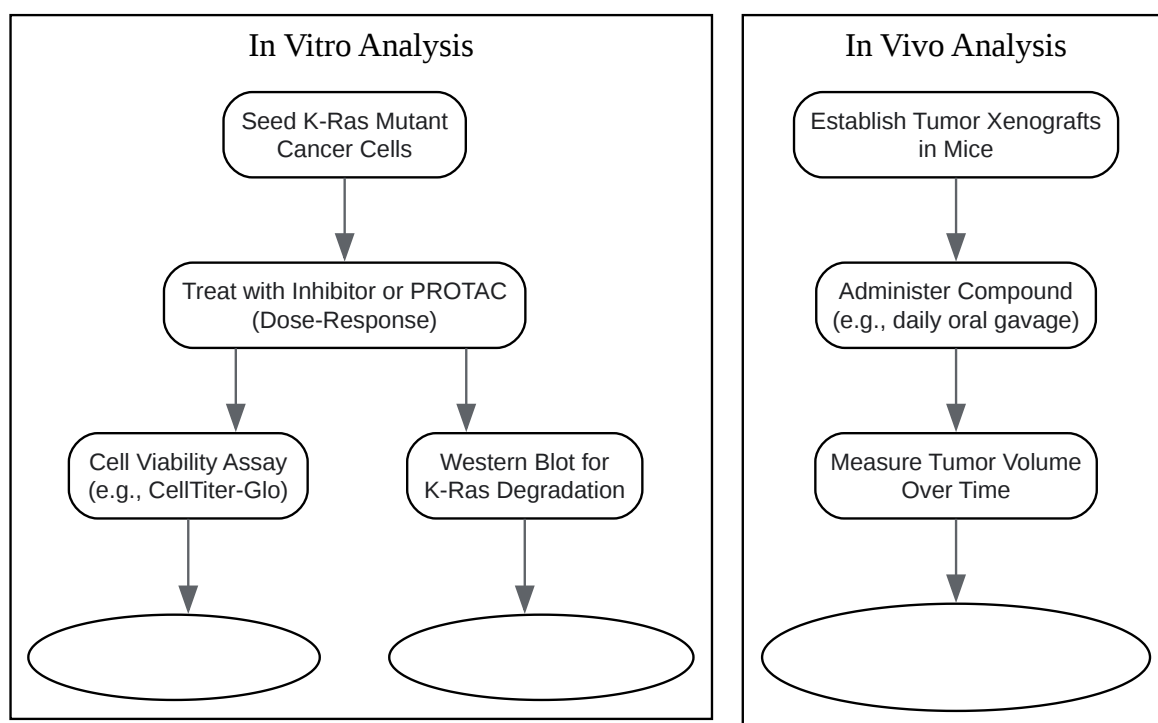 In Vitro Analysis
Seed K-Ras Mutant
Cancer Cells
Treat with Inhibitor or PROTAC
(Dose-Response)
Cell Viability Assay
(e.g., CellTiter-Glo)
Western Blot for
K-Ras Degradation
In Vivo Analysis
Establish Tumor Xenografts
in Mice
Administer Compound
(e.g., daily oral gavage)
Measure Tumor Volume
Over Time